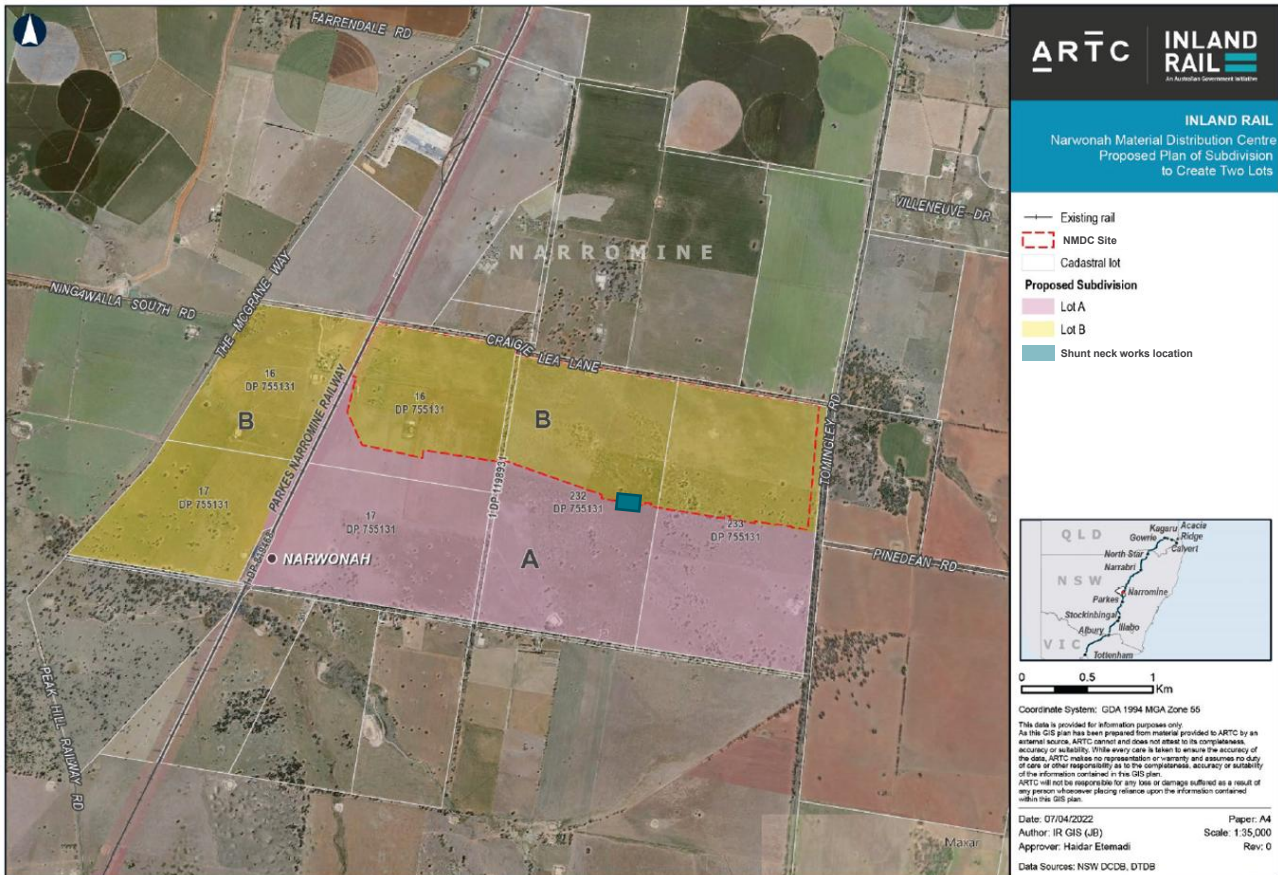 FARRENDALE RD
VILLENEUVE DR
NARROMINE
THE MCGRANE WAY
NINGAWALLA SOUTH RD
CRAIGIE LEA LANE
PARKES NARROMINE RAILWAY
TOMINGLEY RD
16
DP 755131
B
16
DP 755131
B
17
DP 755131
1 DP 1198931
232
DP 755131
17
DP 755131
233
DP 755131
A
NARWONAH
PINEDEAN RD
PEAK HILL RAILWAY RD
Maxar
ARTC
INLAND
RAIL
An Australian Government Initiative
INLAND RAIL
Narwonah Material Distribution Centre
Proposed Plan of Subdivision
to Create Two Lots
Existing rail
NMDC Site
Cadastral lot
Proposed Subdivision
Lot A
Lot B
Shunt neck works location
QLD
Kagaru
Acacia
Ridge
Gowrie
Calvert
North Star
Narrabri
NSW
Narromine
Parkes
Stockinbingal
Illabo
Albury
VIC
Tottenham
0 0.5 1
Km
Coordinate System: GDA 1994 MGA Zone 55
This data is provided for information purposes only.
As this GIS plan has been prepared from material provided to ARTC by an
external source, ARTC cannot and does not attest to its completeness,
accuracy or suitability. While every care is taken to ensure the accuracy of
the data, ARTC makes no representation or warranty and assumes no duty
of care or other responsibility as to the completeness, accuracy or suitability
of the information contained in this GIS plan.
ARTC will not be responsible for any loss or damage suffered as a result of
any person whosoever placing reliance upon the information contained
within this GIS plan.
Date: 07/04/2022 Paper: A4
Author: IR GIS (JB) Scale: 1:35,000
Approver: Haidar Etemadi Rev: 0
Data Sources: NSW DCDB, DTDB